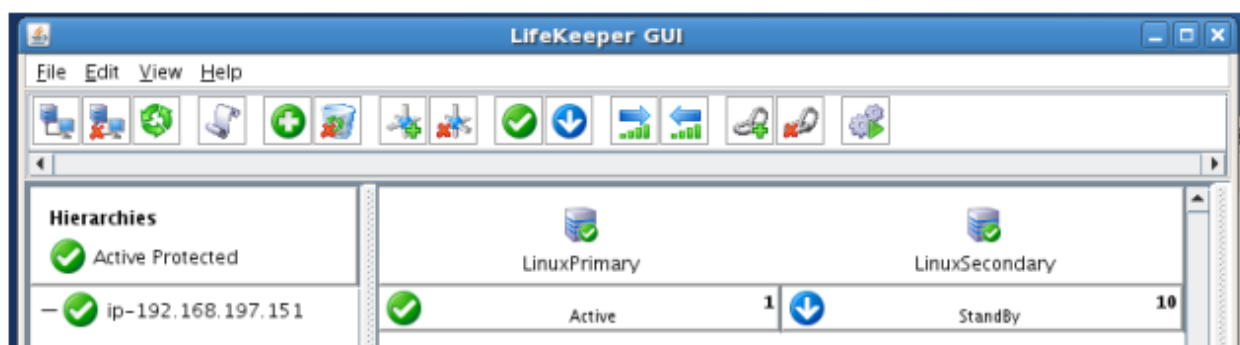 LifeKeeper GUI
File Edit View Help
Hierarchies
Active Protected
LinuxPrimary LinuxSecondary
ip-192.168.197.151 Active 1 StandBy 10